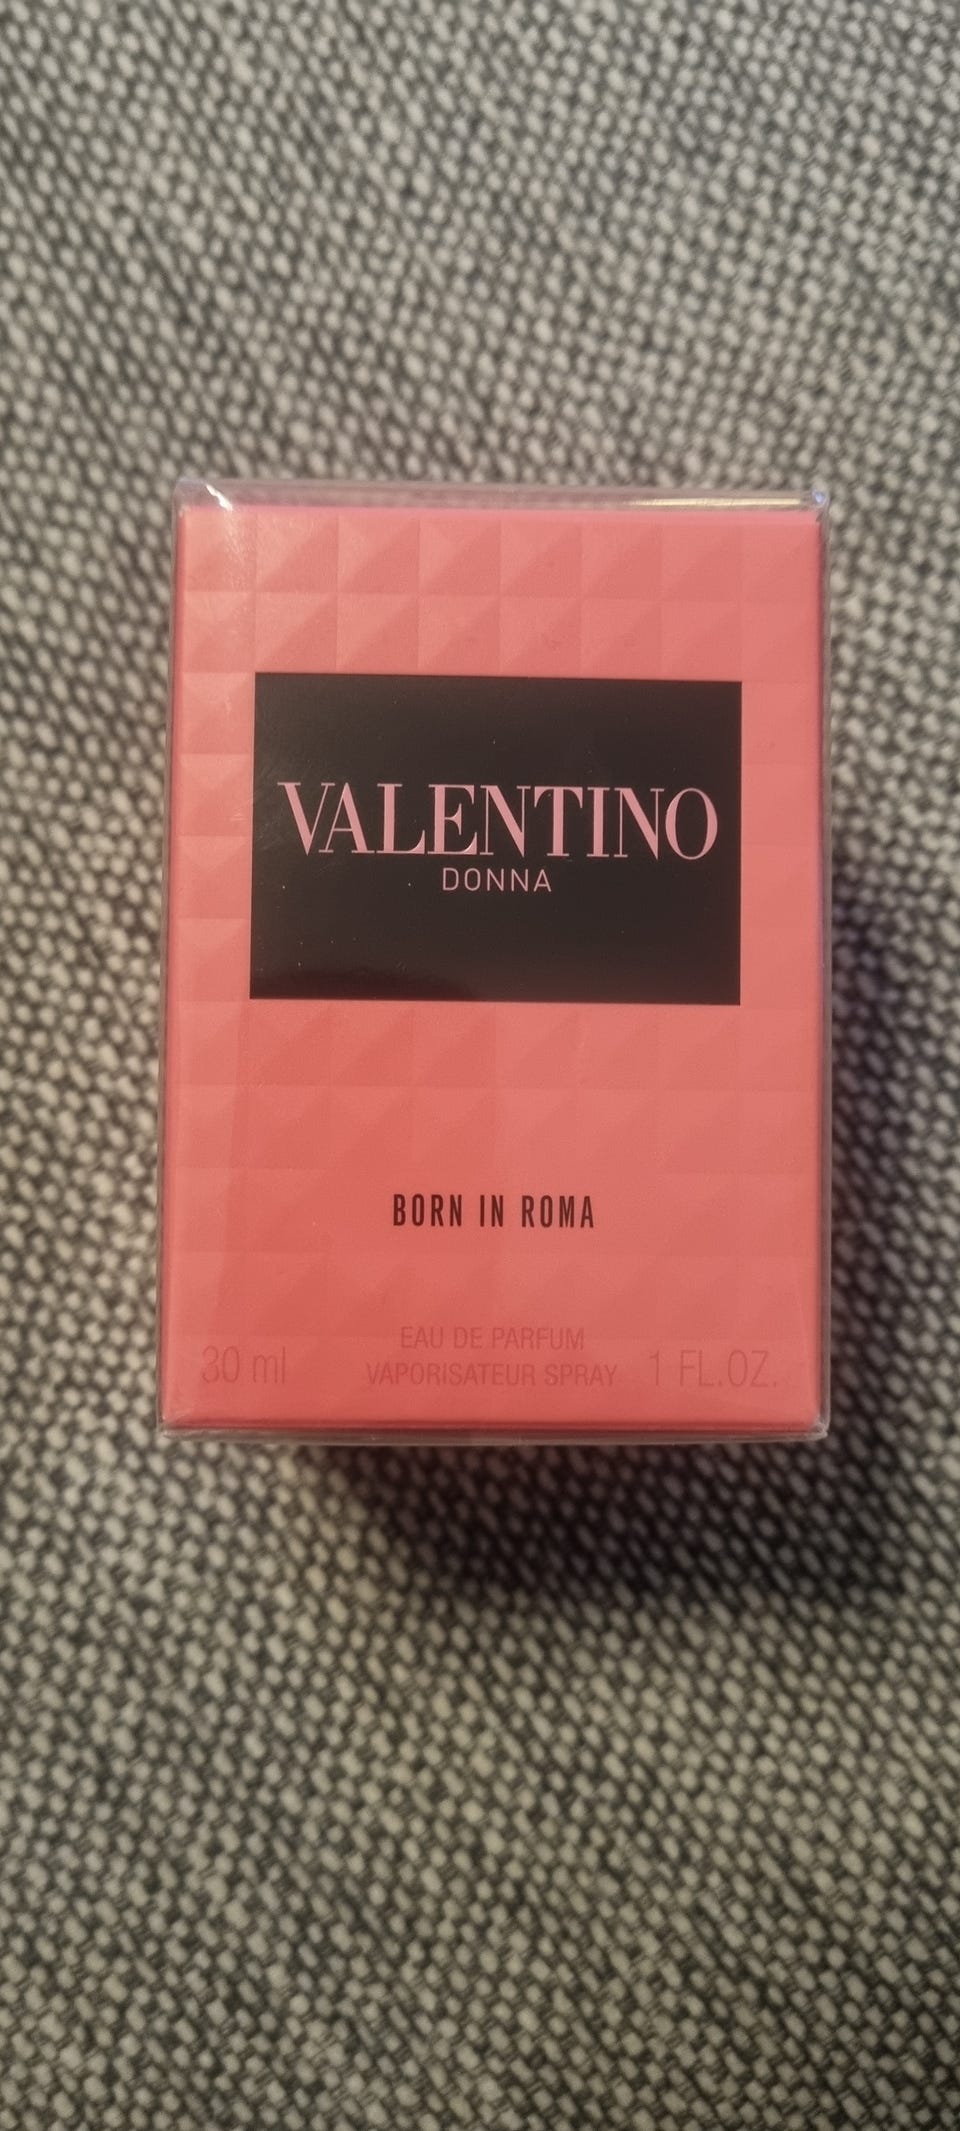 VALENTINO
DONNA
BORN IN ROMA
EAU DE PARFUM
30 ml VAPORISATEUR SPRAY 1 FL.OZ.